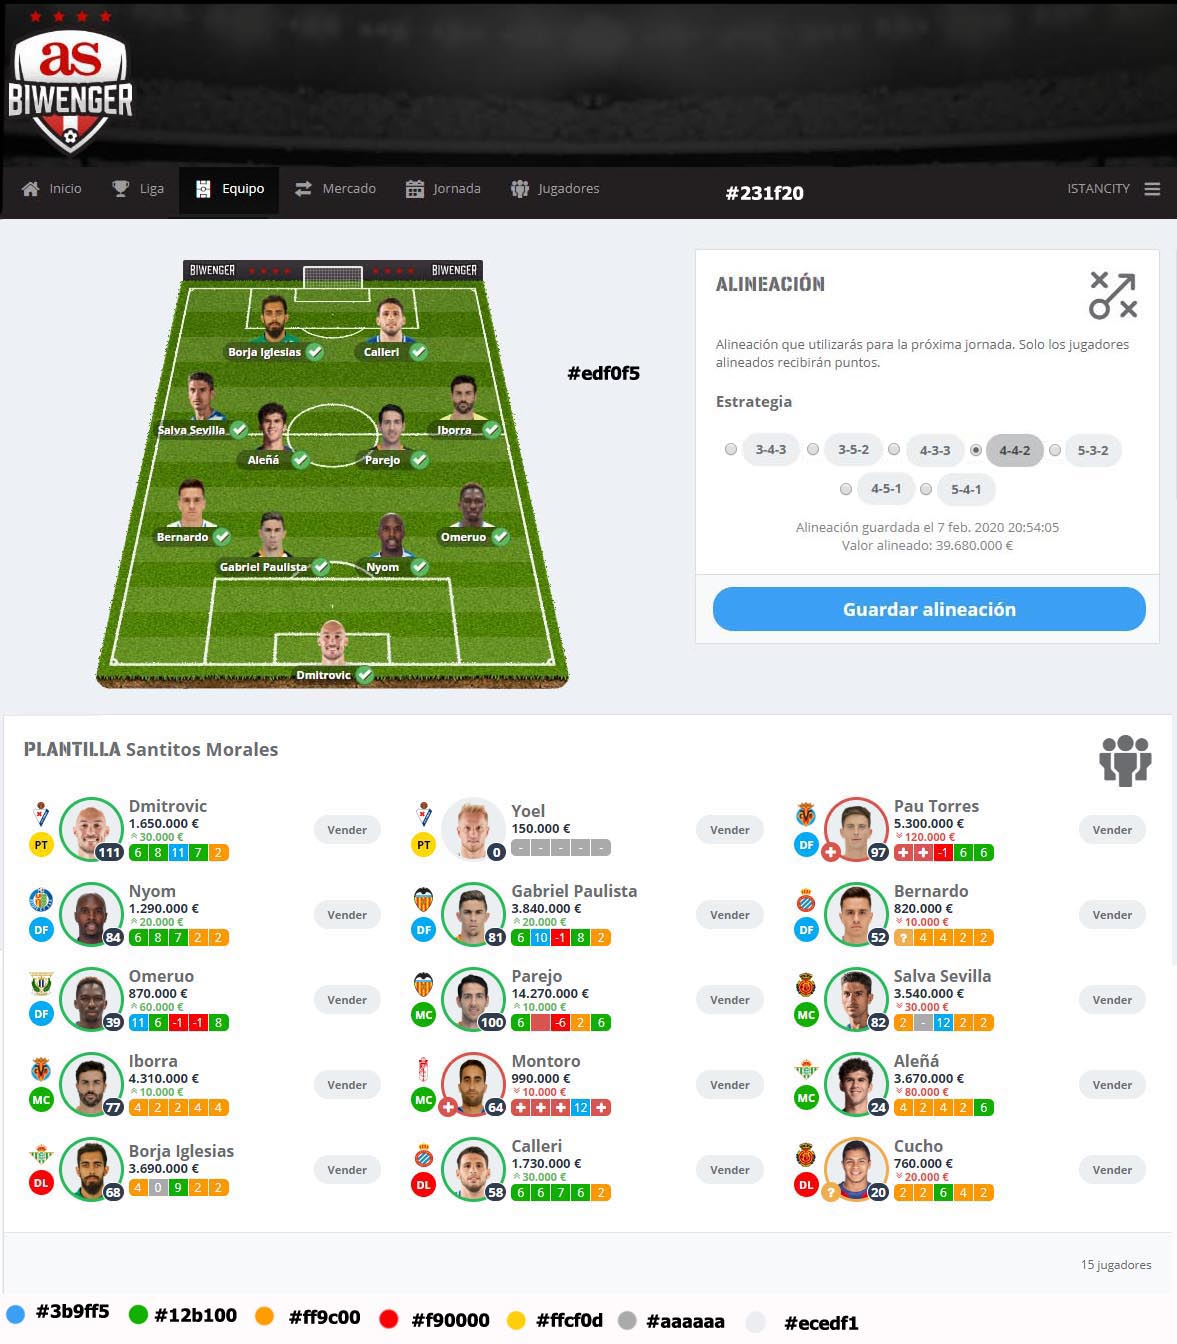 as
BIWENGER
Inicio
Liga
Equipo
Mercado
Jornada
Jugadores
#231f20
ISTANCITY
BIWENGER
BIWENGER
Borja Iglesias
Calleri
Salva Sevilla
Iborra
Aleñá
Parejo
Bernardo
Omeruo
Gabriel Paulista
Nyom
Dmitrovic
#edf0f5
ALINEACIÓN
Alineación que utilizarás para la próxima jornada. Solo los jugadores
alineados recibirán puntos.
Estrategia
3-4-3
3-5-2
4-3-3
4-4-2
5-3-2
4-5-1
5-4-1
Alineación guardada el 7 feb. 2020 20:54:05
Valor alineado: 39.680.000 €
Guardar alineación
PLANTILLA Santitos Morales
PT
111
Dmitrovic
1.650.000 €
30.000 €
6 8 11 7 2
Vender
PT
0
Yoel
150.000 €
- - - - -
Vender
DF
97
Pau Torres
5.300.000 €
120.000 €
+ + -1 6 6
Vender
DF
84
Nyom
1.290.000 €
20.000 €
6 8 7 2 2
Vender
DF
81
Gabriel Paulista
3.840.000 €
20.000 €
6 10 -1 8 2
Vender
DF
52
Bernardo
820.000 €
10.000 €
? 4 4 2 2
Vender
DF
39
Omeruo
870.000 €
60.000 €
11 6 -1 -1 8
Vender
MC
100
Parejo
14.270.000 €
10.000 €
6 -6 2 6
Vender
MC
82
Salva Sevilla
3.540.000 €
30.000 €
2 - 12 2 2
Vender
MC
77
Iborra
4.310.000 €
10.000 €
4 2 2 4 4
Vender
MC
64
Montoro
990.000 €
10.000 €
+ + + 12 +
Vender
MC
24
Aleñá
3.670.000 €
80.000 €
4 2 4 2 6
Vender
DL
68
Borja Iglesias
3.690.000 €
4 0 9 2 2
Vender
DL
58
Calleri
1.730.000 €
30.000 €
6 6 7 6 2
Vender
DL
?
20
Cucho
760.000 €
20.000 €
2 2 6 4 2
Vender
15 jugadores
#3b9ff5
#12b100
#ff9c00
#f90000
#ffcf0d
#aaaaaa
#ecedf1